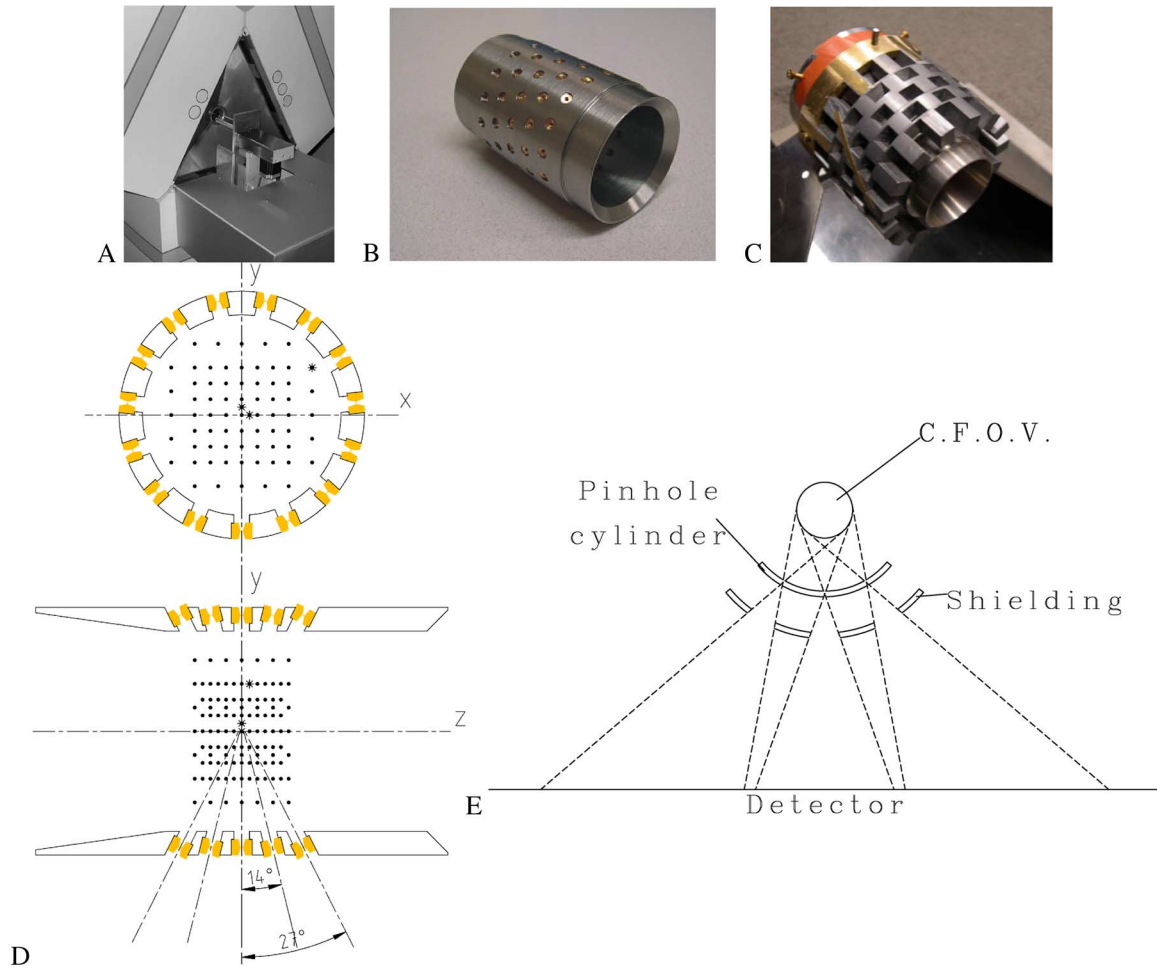 A
B
C
y
x
D
y
z
14°
27°
C.F.O.V.
Pinhole
cylinder
Shielding
Detector
E